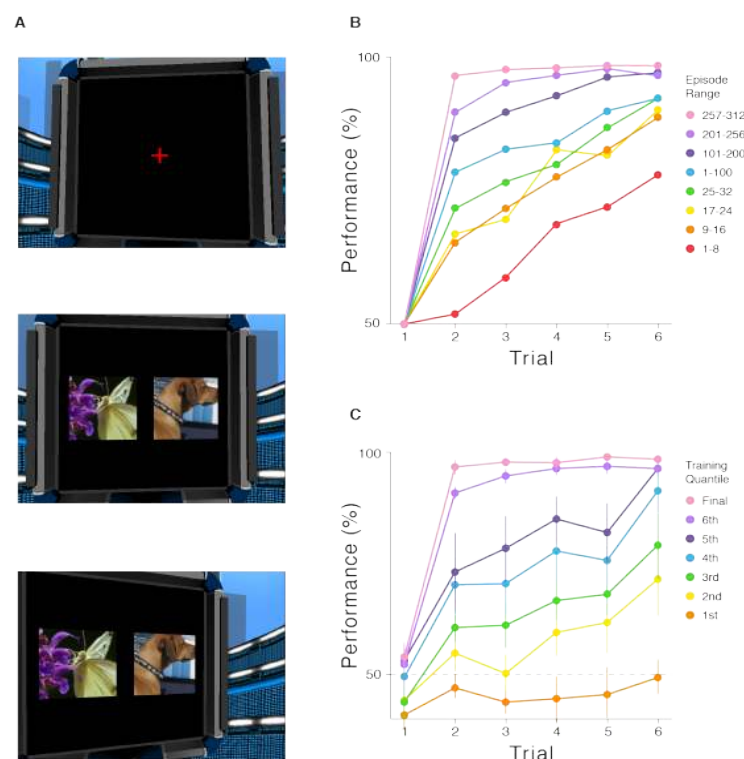 A
B
100
50
Performance (%)
1 2 3 4 5 6
Trial
Episode
Range
257-312
201-256
101-200
1-100
25-32
17-24
9-16
1-8
C
100
50
Performance (%)
1 2 3 4 5 6
Trial
Training
Quantile
Final
6th
5th
4th
3rd
2nd
1st